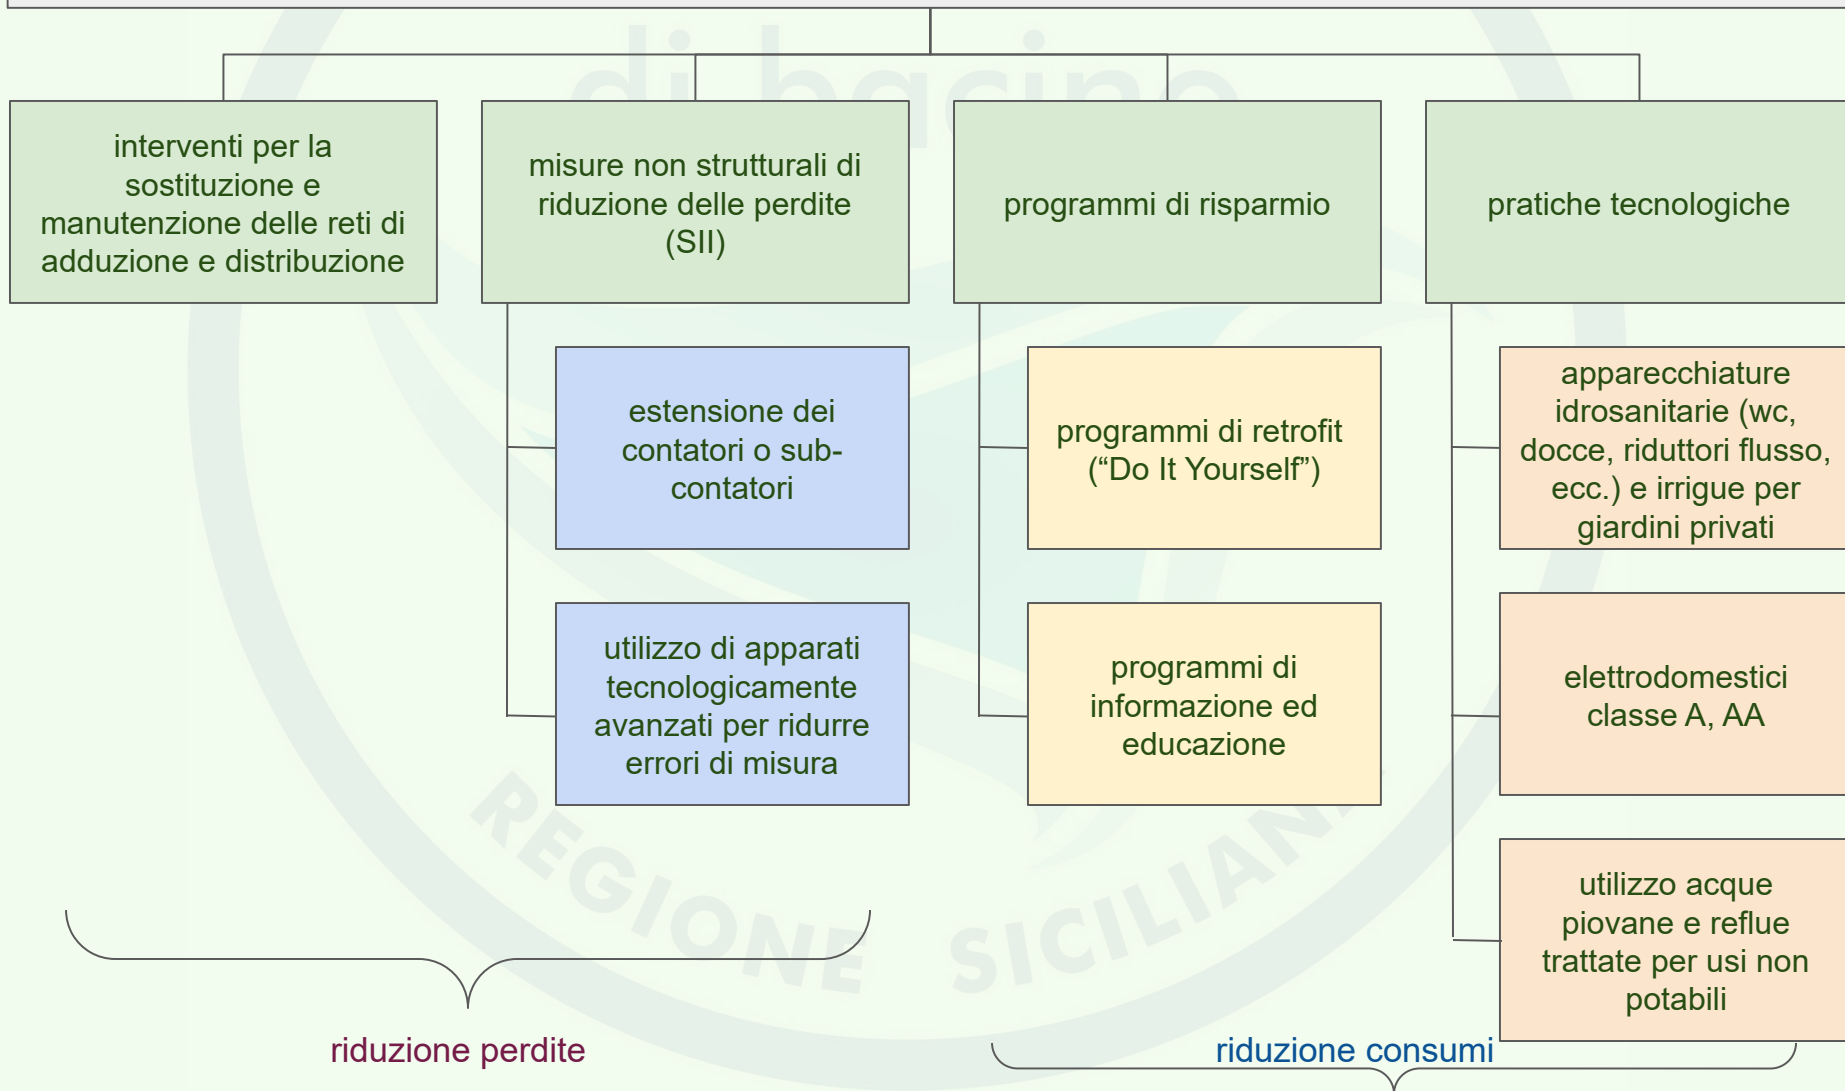 di bacino
interventi per la
sostituzione e
manutenzione delle reti di
adduzione e distribuzione
misure non strutturali di
riduzione delle perdite
(SII)
programmi di risparmio
pratiche tecnologiche
estensione dei
contatori o sub-
contatori
utilizzo di apparati
tecnologicamente
avanzati per ridurre
errori di misura
programmi di retrofit
(“Do It Yourself”)
programmi di
informazione ed
educazione
apparecchiature
idrosanitarie (wc,
docce, riduttori flusso,
ecc.) e irrigue per
giardini privati
elettrodomestici
classe A, AA
utilizzo acque
piovane e reflue
trattate per usi non
potabili
REGIONE SICILIANA
riduzione perdite
riduzione consumi